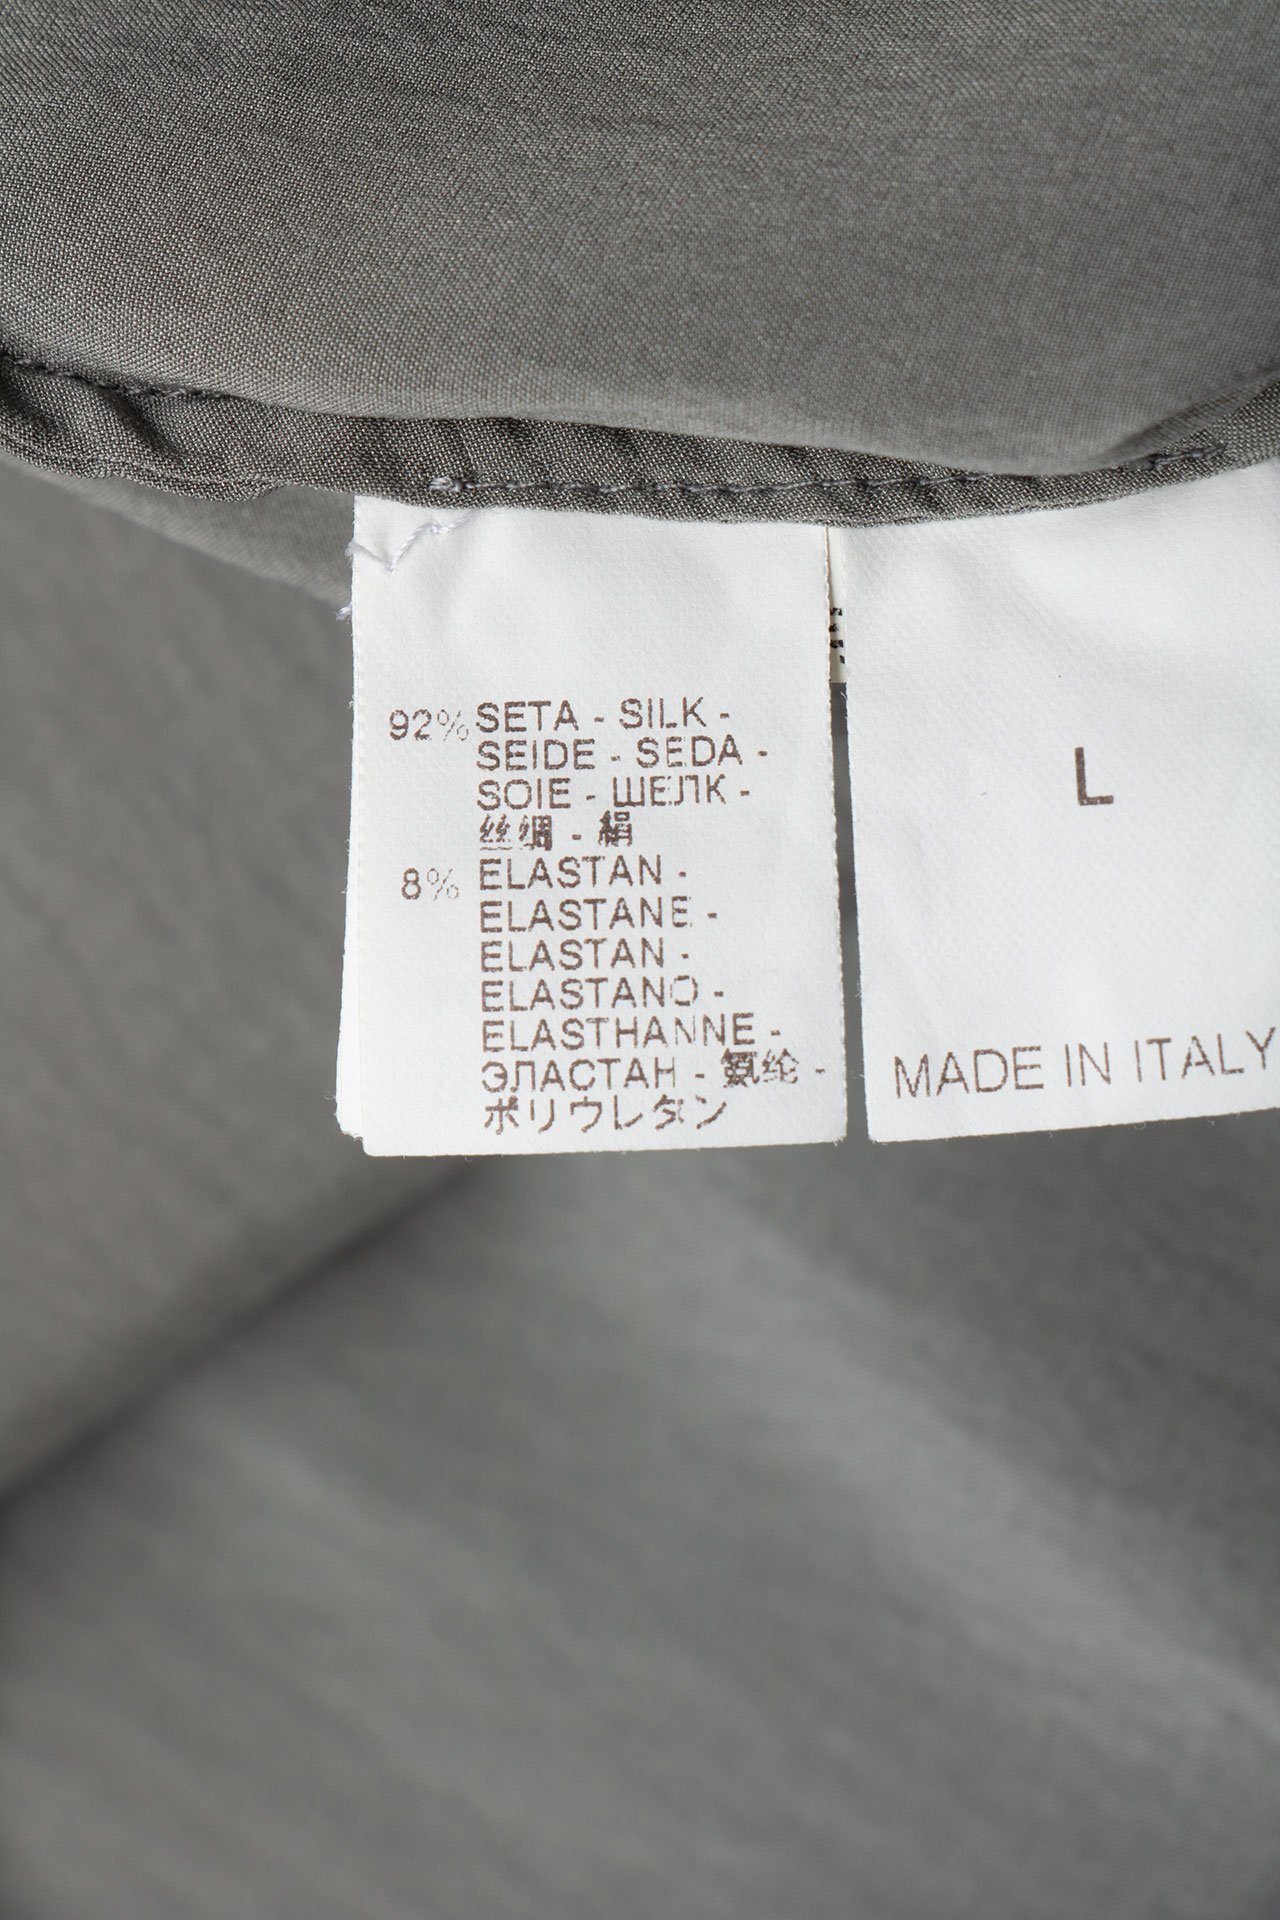 92% SETA - SILK -
SEIDE - SEDA -
SOIE - ШЕЛК -
丝绸 - 絹
8% ELASTAN -
ELASTANE -
ELASTAN -
ELASTANO -
ELASTHANNE -
ЭЛАСТАН - 氨纶 -
ポリウレタン
L
MADE IN ITALY